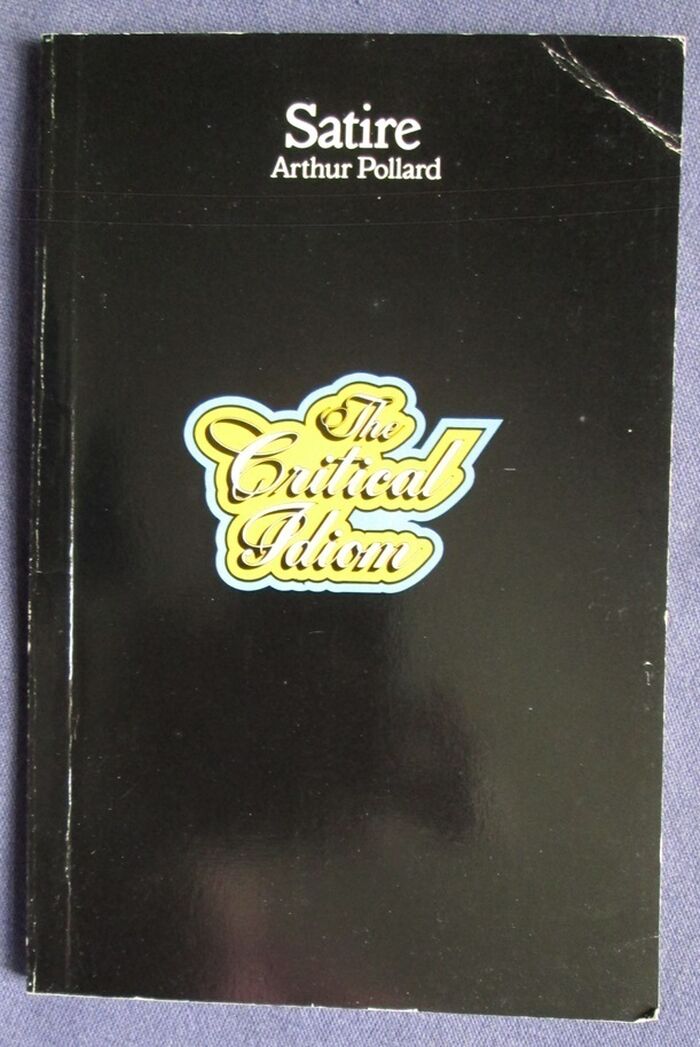 Satire
Arthur Pollard
The
Critical
Idiom